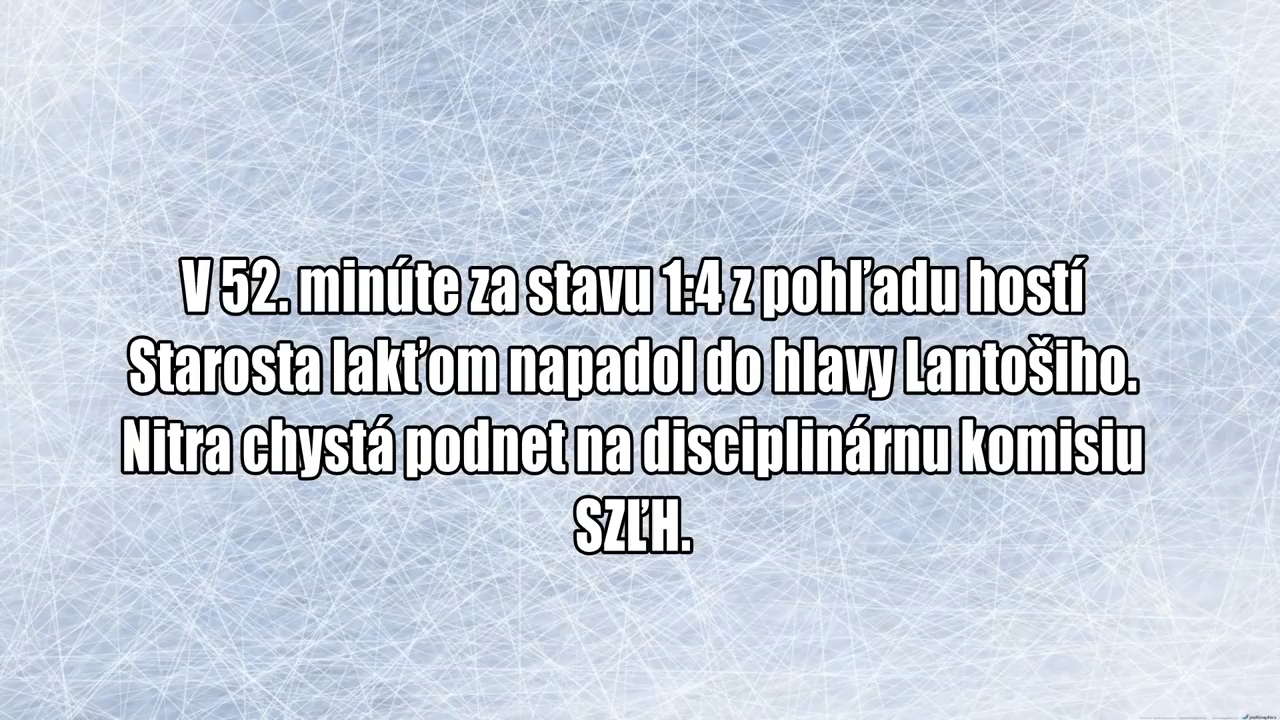 V 52. minúte za stavu 1:4 z pohľadu hostí
Starosta lakťom napadol do hlavy Lantošiho.
Nitra chystá podnet na disciplinárnu komisiu
SZĽH.